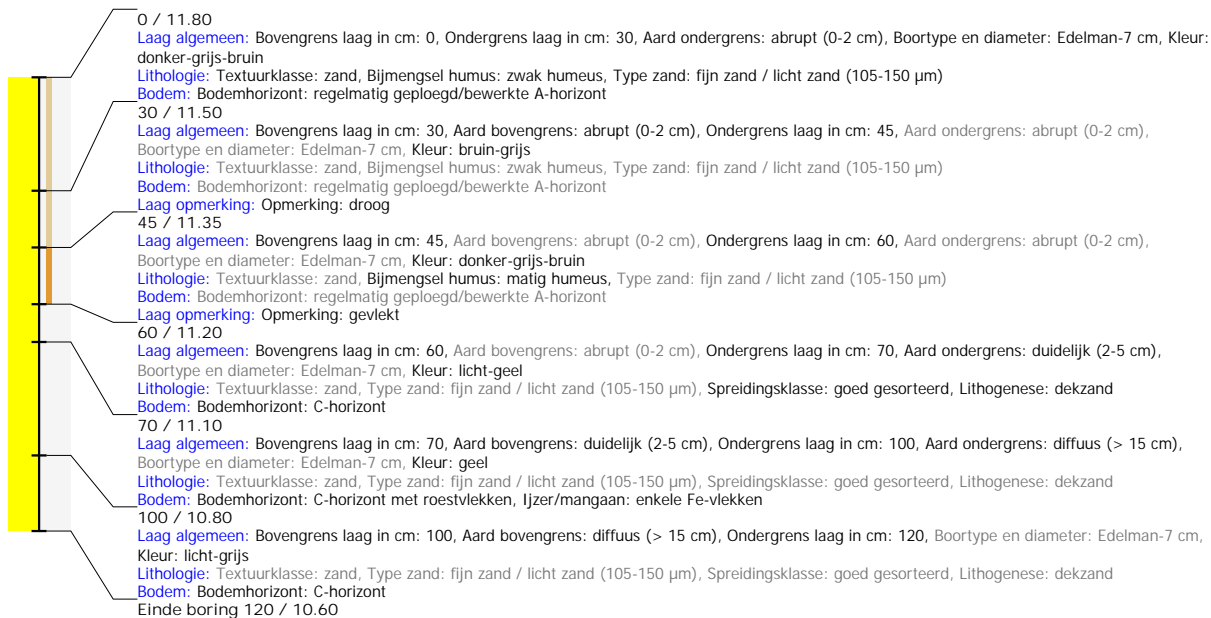 0 / 11.80
Laag algemeen: Bovengrens laag in cm: 0, Ondergrens laag in cm: 30, Aard ondergrens: abrupt (0-2 cm), Boortype en diameter: Edelman-7 cm, Kleur:
donker-grijs-bruin
Lithologie: Textuurklasse: zand, Bijmengsel humus: zwak humeus, Type zand: fijn zand / licht zand (105-150 µm)
Bodem: Bodemhorizont: regelmatig geploegd/bewerkte A-horizont
30 / 11.50
Laag algemeen: Bovengrens laag in cm: 30, Aard bovengrens: abrupt (0-2 cm), Ondergrens laag in cm: 45, Aard ondergrens: abrupt (0-2 cm),
Boortype en diameter: Edelman-7 cm, Kleur: bruin-grijs
Lithologie: Textuurklasse: zand, Bijmengsel humus: zwak humeus, Type zand: fijn zand / licht zand (105-150 µm)
Bodem: Bodemhorizont: regelmatig geploegd/bewerkte A-horizont
Laag opmerking: Opmerking: droog
45 / 11.35
Laag algemeen: Bovengrens laag in cm: 45, Aard bovengrens: abrupt (0-2 cm), Ondergrens laag in cm: 60, Aard ondergrens: abrupt (0-2 cm),
Boortype en diameter: Edelman-7 cm, Kleur: donker-grijs-bruin
Lithologie: Textuurklasse: zand, Bijmengsel humus: matig humeus, Type zand: fijn zand / licht zand (105-150 µm)
Bodem: Bodemhorizont: regelmatig geploegd/bewerkte A-horizont
Laag opmerking: Opmerking: gevlekt
60 / 11.20
Laag algemeen: Bovengrens laag in cm: 60, Aard bovengrens: abrupt (0-2 cm), Ondergrens laag in cm: 70, Aard ondergrens: duidelijk (2-5 cm),
Boortype en diameter: Edelman-7 cm, Kleur: licht-geel
Lithologie: Textuurklasse: zand, Type zand: fijn zand / licht zand (105-150 µm), Spreidingsklasse: goed gesorteerd, Lithogenese: dekzand
Bodem: Bodemhorizont: C-horizont
70 / 11.10
Laag algemeen: Bovengrens laag in cm: 70, Aard bovengrens: duidelijk (2-5 cm), Ondergrens laag in cm: 100, Aard ondergrens: diffuus (> 15 cm),
Boortype en diameter: Edelman-7 cm, Kleur: geel
Lithologie: Textuurklasse: zand, Type zand: fijn zand / licht zand (105-150 µm), Spreidingsklasse: goed gesorteerd, Lithogenese: dekzand
Bodem: Bodemhorizont: C-horizont met roestvlekken, Ijzer/mangaan: enkele Fe-vlekken
100 / 10.80
Laag algemeen: Bovengrens laag in cm: 100, Aard bovengrens: diffuus (> 15 cm), Ondergrens laag in cm: 120, Boortype en diameter: Edelman-7 cm,
Kleur: licht-grijs
Lithologie: Textuurklasse: zand, Type zand: fijn zand / licht zand (105-150 µm), Spreidingsklasse: goed gesorteerd, Lithogenese: dekzand
Bodem: Bodemhorizont: C-horizont
Einde boring 120 / 10.60